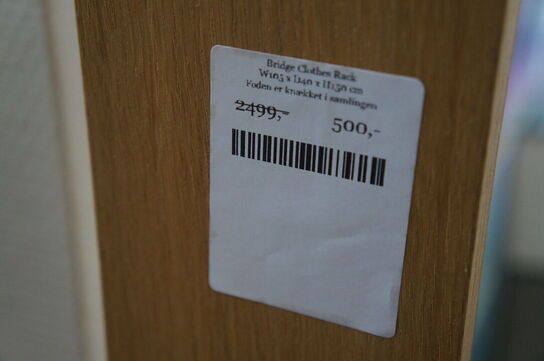 Bridge Clothes Rack
W105 x D40 x H150 cm
Foden er knækket i samlingen
2499,-
500,-